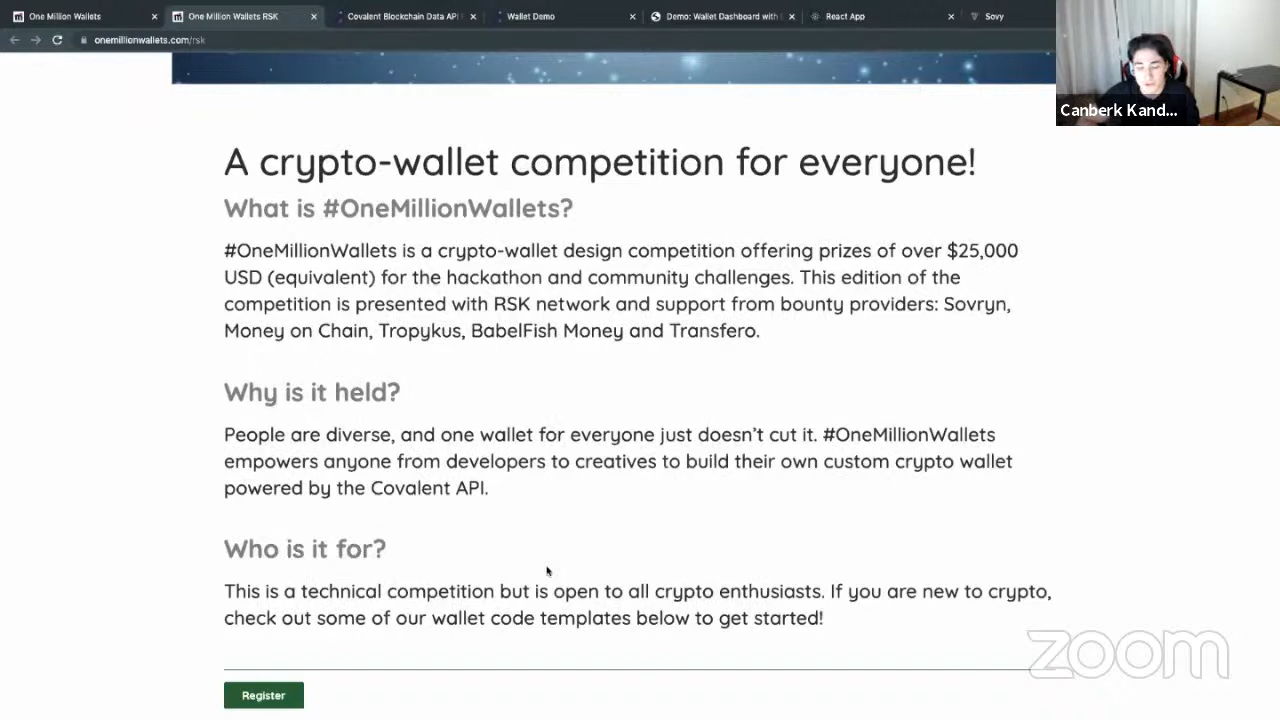 One Million Wallets
One Million Wallets RSK
Covalent Blockchain Data API
Wallet Demo
Demo: Wallet Dashboard with
React App
Sovy
onemillionwallets.com/rsk
Canberk Kand...
A crypto-wallet competition for everyone!
What is #OneMillionWallets?
#OneMillionWallets is a crypto-wallet design competition offering prizes of over $25,000
USD (equivalent) for the hackathon and community challenges. This edition of the
competition is presented with RSK network and support from bounty providers: Sovryn,
Money on Chain, Tropykus, BabelFish Money and Transfero.
Why is it held?
People are diverse, and one wallet for everyone just doesn't cut it. #OneMillionWallets
empowers anyone from developers to creatives to build their own custom crypto wallet
powered by the Covalent API.
Who is it for?
This is a technical competition but is open to all crypto enthusiasts. If you are new to crypto,
check out some of our wallet code templates below to get started!
zoom
Register